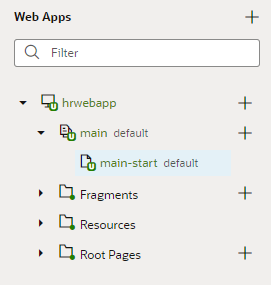 Web Apps
Filter
hrwebapp
main default
main-start default
Fragments
Resources
Root Pages